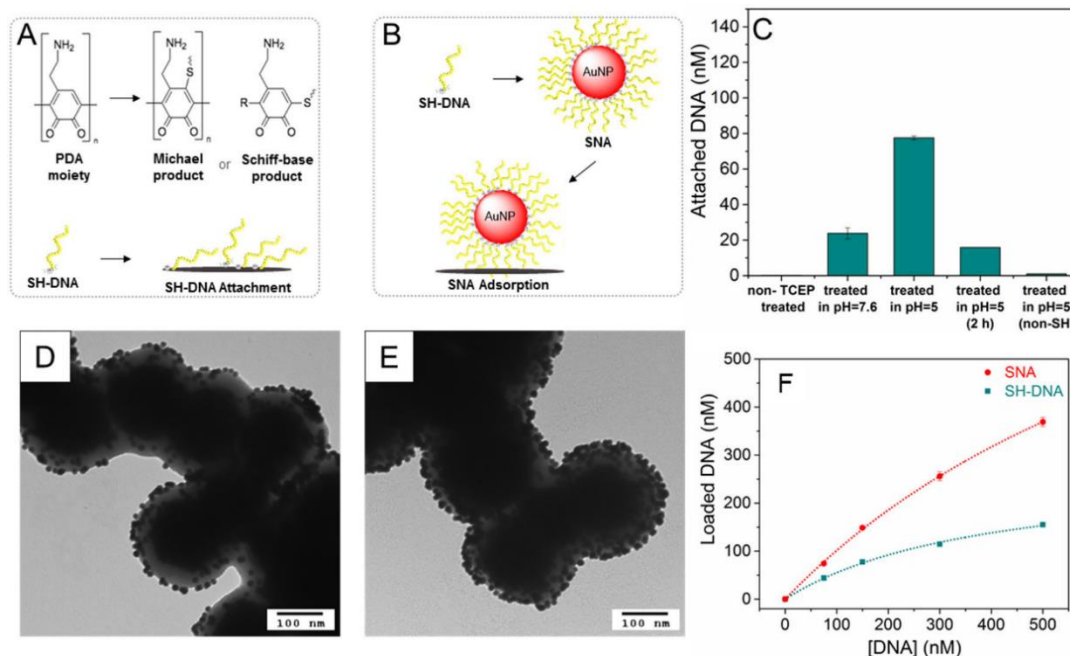 A
NH2
NH2
NH2
S
R
S
O
O
n
O
O
n
O
O
PDA
moiety
Michael
product
or
Schiff-base
product
SH-DNA
SH-DNA Attachment
B
SH-DNA
AuNP
SNA
AuNP
SNA Adsorption
C
Attached DNA (nM)
140
120
100
80
60
40
20
0
non- TCEP
treated
treated
in pH=7.6
treated
in pH=5
treated
in pH=5
(2 h)
treated
in pH=5
(non-SH
D
100 nm
E
100 nm
F
SNA
SH-DNA
Loaded DNA (nM)
500
400
300
200
100
0
0
100
200
300
400
500
[DNA] (nM)